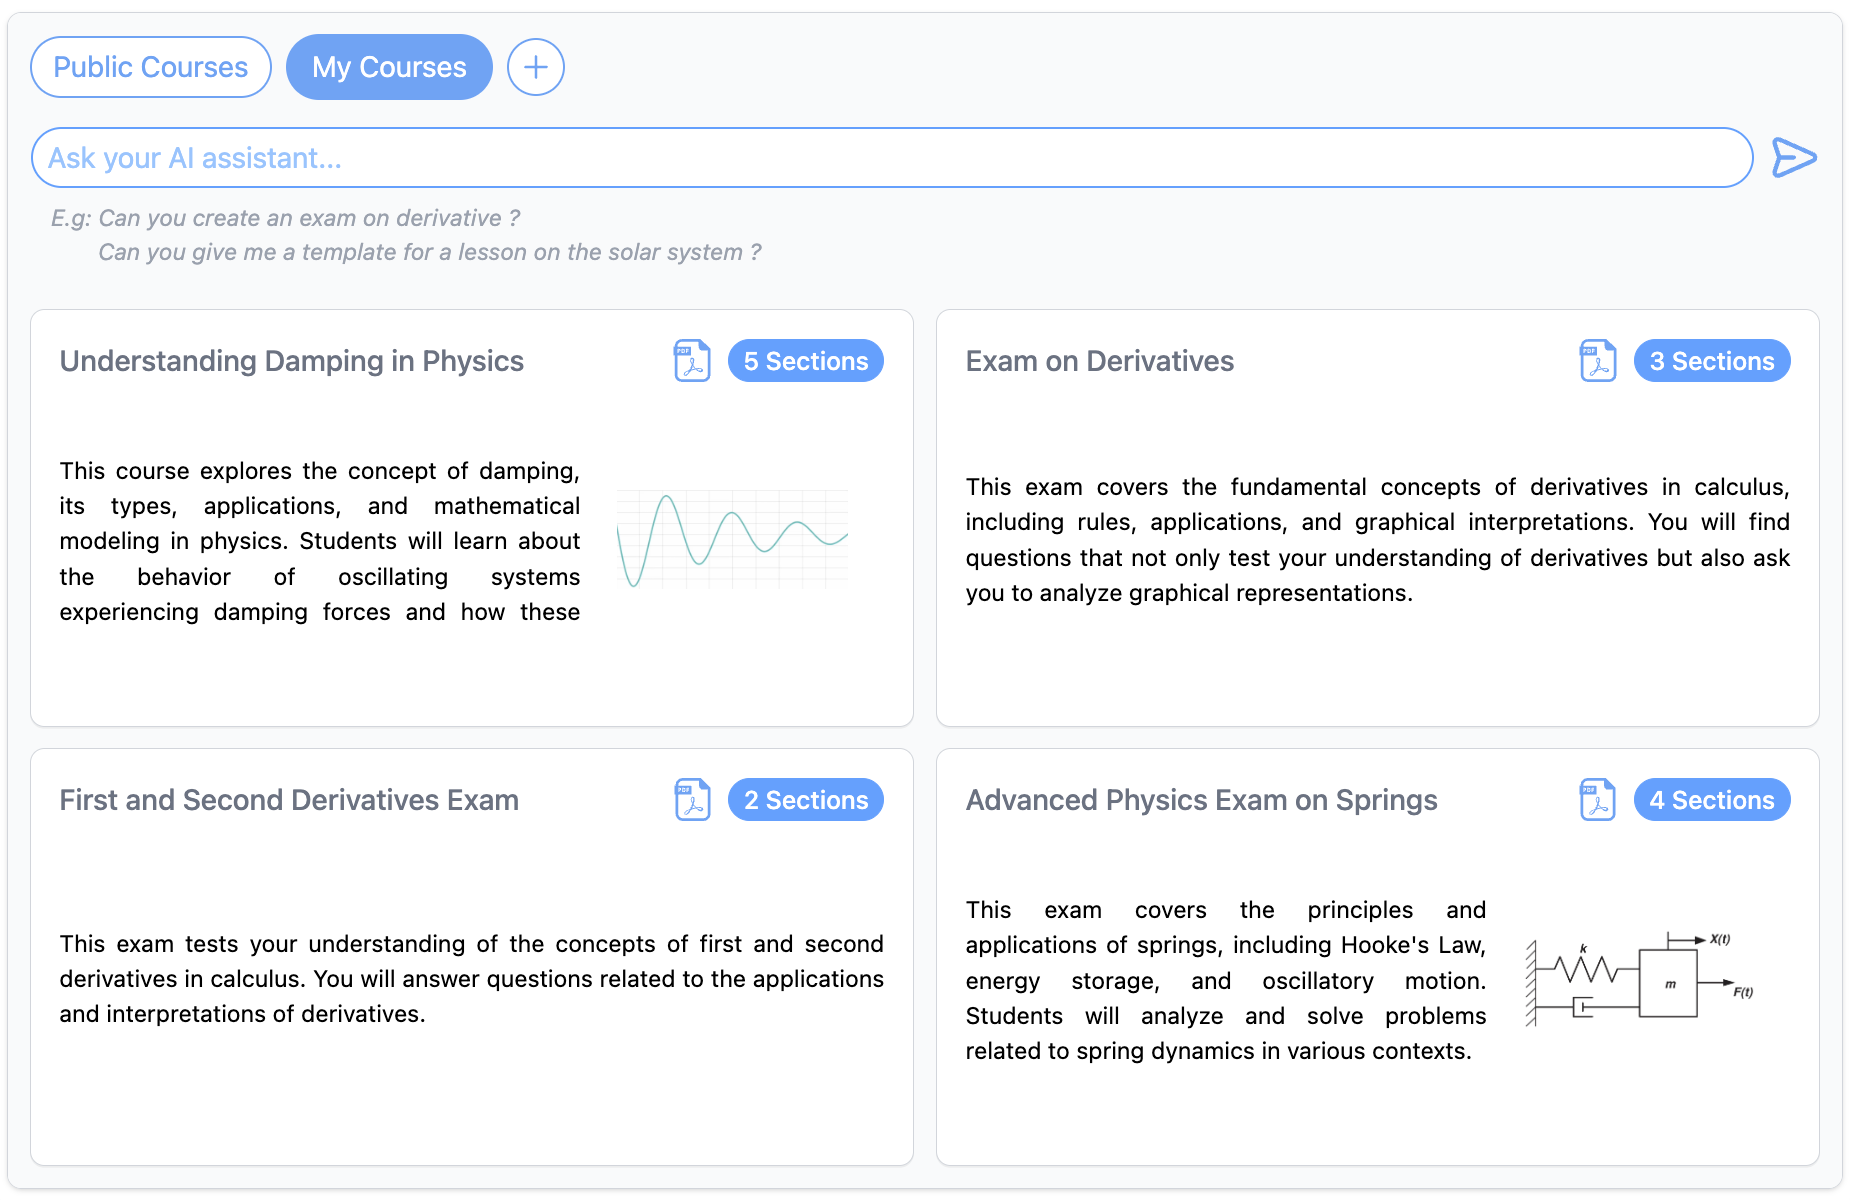 Public Courses
My Courses
+
Ask your AI assistant...
E.g: Can you create an exam on derivative ?
Can you give me a template for a lesson on the solar system ?
Understanding Damping in Physics
PDF
5 Sections
This course explores the concept of damping,
its types, applications, and mathematical
modeling in physics. Students will learn about
the behavior of oscillating systems
experiencing damping forces and how these
Exam on Derivatives
PDF
3 Sections
This exam covers the fundamental concepts of derivatives in calculus,
including rules, applications, and graphical interpretations. You will find
questions that not only test your understanding of derivatives but also ask
you to analyze graphical representations.
First and Second Derivatives Exam
PDF
2 Sections
This exam tests your understanding of the concepts of first and second
derivatives in calculus. You will answer questions related to the applications
and interpretations of derivatives.
Advanced Physics Exam on Springs
PDF
4 Sections
This exam covers the principles and
applications of springs, including Hooke's Law,
energy storage, and oscillatory motion.
Students will analyze and solve problems
related to spring dynamics in various contexts.
X(t)
k
m
F(t)